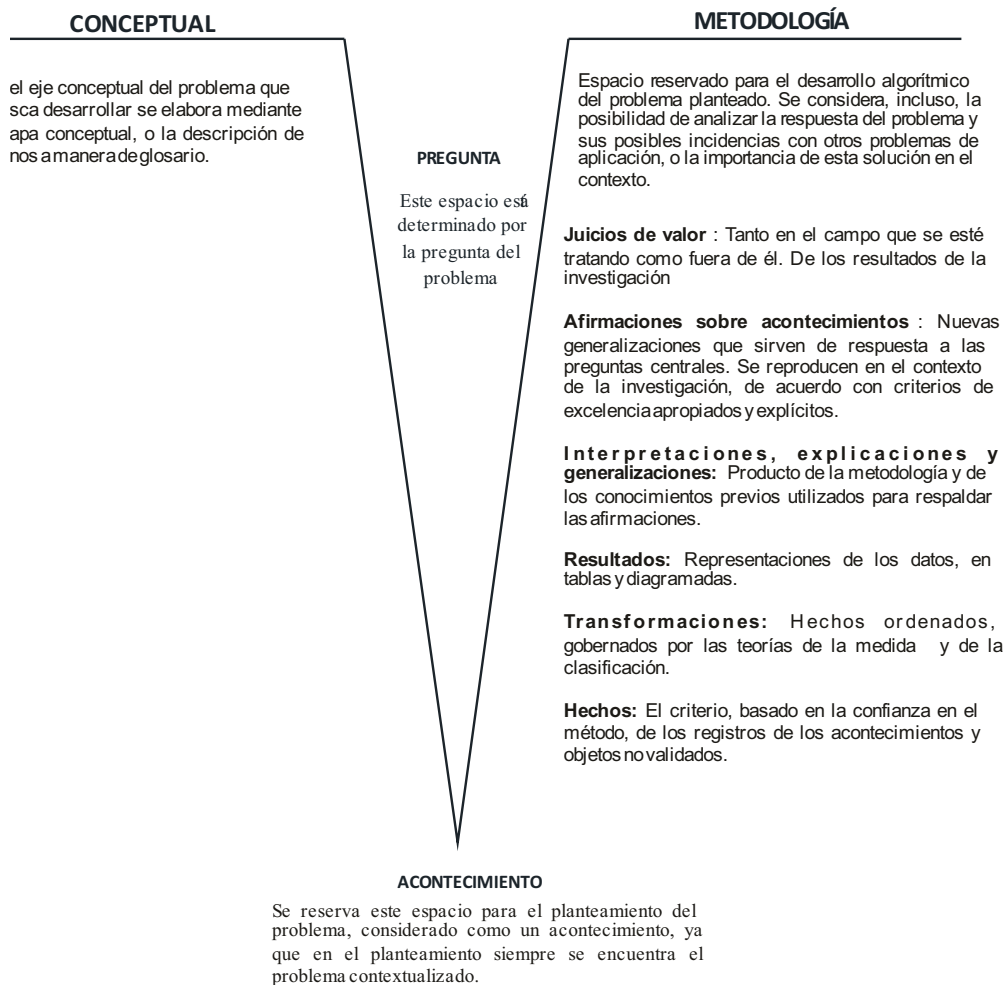 CONCEPTUAL
el eje conceptual del problema que
sca desarrollar se elabora mediante
apa conceptual, o la descripción de
nos a manera de glosario.
PREGUNTA
Este espacio está
determinado por
la pregunta del
problema
METODOLOGÍA
Espacio reservado para el desarrollo algorítmico
del problema planteado. Se considera, incluso, la
posibilidad de analizar la respuesta del problema y
sus posibles incidencias con otros problemas de
aplicación, o la importancia de esta solución en el
contexto.
Juicios de valor : Tanto en el campo que se esté
tratando como fuera de él. De los resultados de la
investigación
Afirmaciones sobre acontecimientos : Nuevas
generalizaciones que sirven de respuesta a las
preguntas centrales. Se reproducen en el contexto
de la investigación, de acuerdo con criterios de
excelencia apropiados y explícitos.
Interpretaciones, explicaciones y
generalizaciones: Producto de la metodología y de
los conocimientos previos utilizados para respaldar
las afirmaciones.
Resultados: Representaciones de los datos, en
tablas y diagramadas.
Transformaciones: Hechos ordenados,
gobernados por las teorías de la medida y de la
clasificación.
Hechos: El criterio, basado en la confianza en el
método, de los registros de los acontecimientos y
objetos no validados.
ACONTECIMIENTO
Se reserva este espacio para el planteamiento del
problema, considerado como un acontecimiento, ya
que en el planteamiento siempre se encuentra el
problema contextualizado.